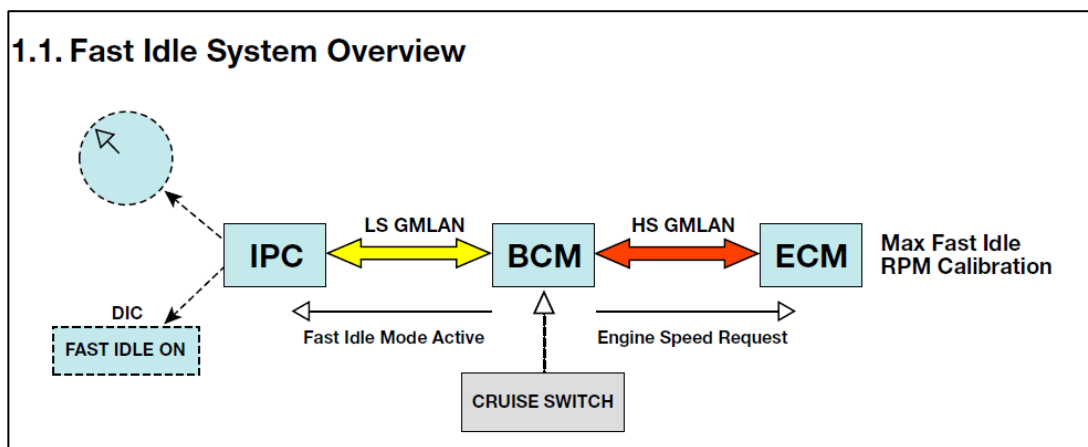 1.1. Fast Idle System Overview
LS GMLAN
HS GMLAN
IPC
BCM
ECM
Max Fast Idle
RPM Calibration
DIC
FAST IDLE ON
Fast Idle Mode Active
Engine Speed Request
CRUISE SWITCH